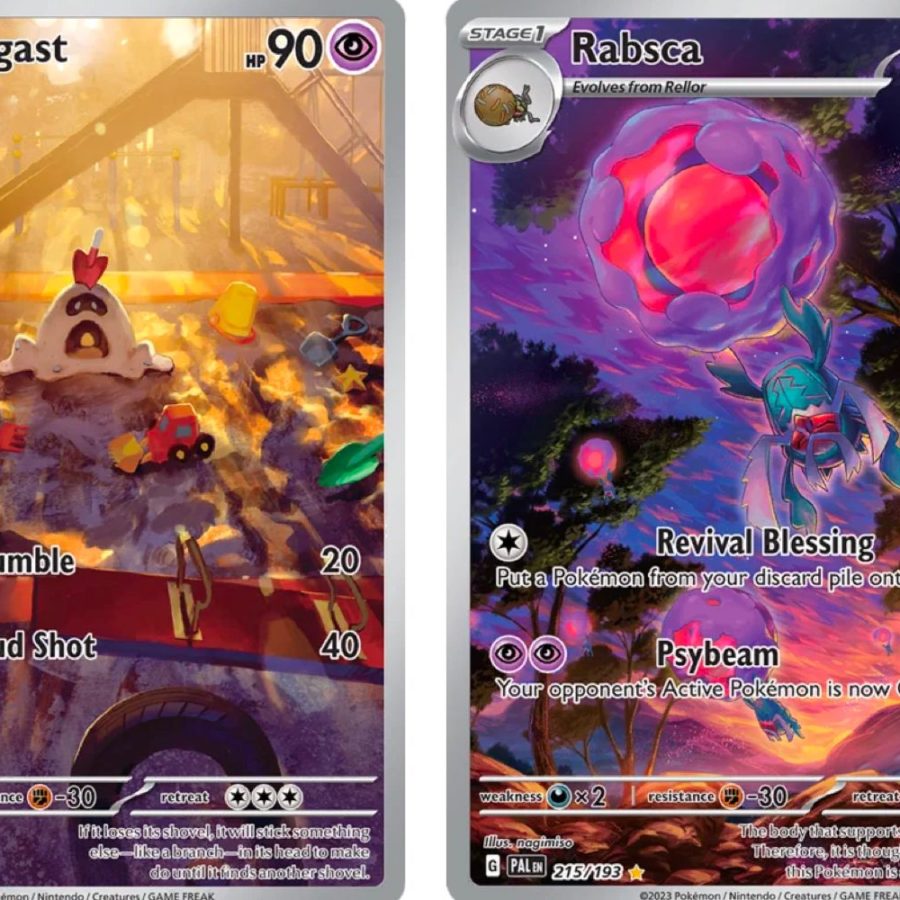 gast HP 90
umble 20
ud Shot 40
nce -30 retreat
If it loses its shovel, it will stick something
else—like a branch—in its head to make
do until it finds another shovel.
émon / Nintendo / Creatures / GAME FREAK
STAGE 1 Rabsca
Evolves from Rellor
Revival Blessing
Put a Pokémon from your discard pile ont
Psybeam
Your opponent's Active Pokémon is now
weakness ×2 resistance -30 retreat
Illus. nagimiso
G PAL EN 215/193
The body that supports
Therefore, it is thoug
this Pokémon is
©2023 Pokémon / Nintendo / Creatures / GAME FREAK